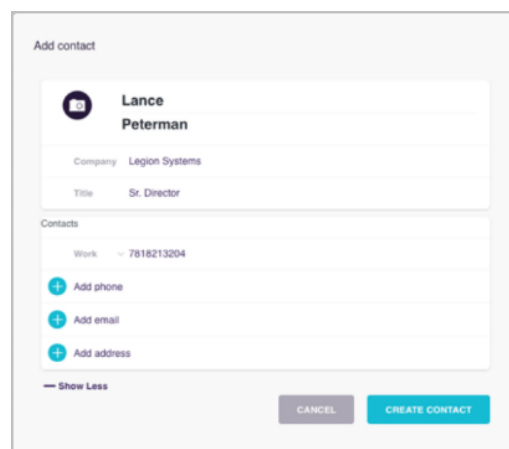 Add contact
Lance
Peterman
Company Legion Systems
Title Sr. Director
Contacts
Work 7818213204
Add phone
Add email
Add address
Show Less
CANCEL CREATE CONTACT